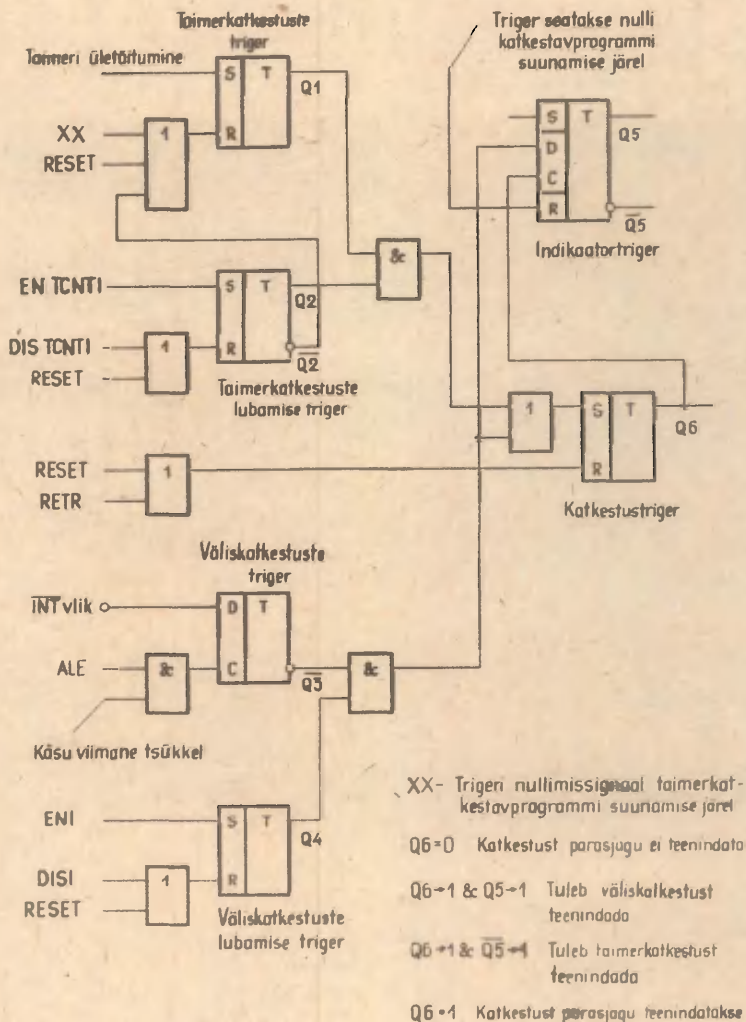 Taimerkatkestuste
triger
Taimeri ületäitumine
S T
Q1
XX
1
R
RESET
EN TCNTI
S T
Q2
DIS TCNTI
1
R
Q2
RESET
Taimerkatkestuste
lubamise triger
&
Triger seatakse nulli
katkestavprogrammi
suunamise järel
S T
Q5
D
C
R
Q5
Indikaatortriger
1
S T
Q6
R
Katkestustriger
RESET
1
RETR
Väliskatkestuste
triger
INT viik
D T
ALE
&
C
Q3
&
Käsu viimane tsükkel
ENI
S T
Q4
DISI
1
R
RESET
Väliskatkestuste
lubamise triger
XX- Trigeri nullimissignaal taimerkat-
kestavprogrammi suunamise järel
Q6=0 Katkestust parasjagu ei teenindata
Q6→1 & Q5→1 Tuleb väliskatkestust
teenindada
Q6→1 & Q5→1 Tuleb taimerkatkestust
teenindada
Q6=1 Katkestust parasjagu teenindatakse